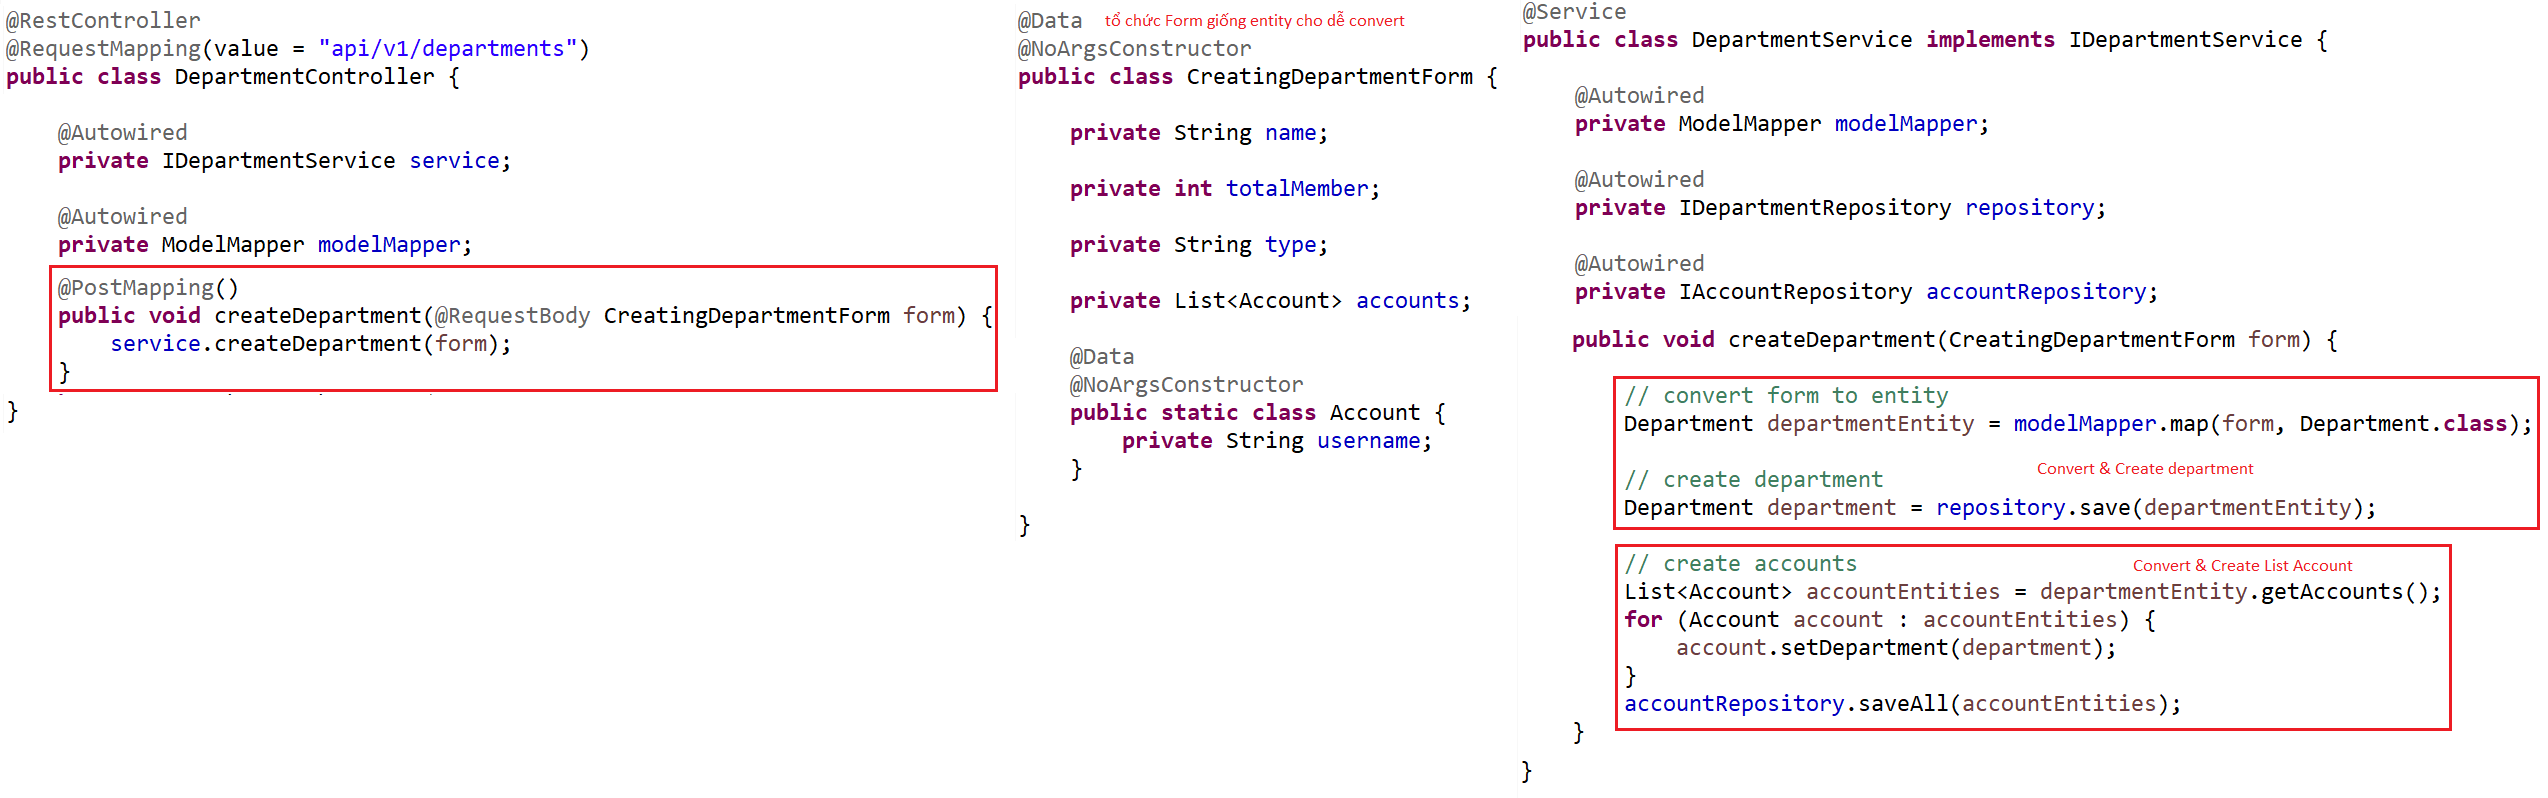 @RestController
@RequestMapping(value = "api/v1/departments")
public class DepartmentController {
@Autowired
private IDepartmentService service;
@Autowired
private ModelMapper modelMapper;
@PostMapping()
public void createDepartment(@RequestBody CreatingDepartmentForm form) {
service.createDepartment(form);
}
}
@Data tổ chức Form giống entity cho dễ convert
@NoArgsConstructor
public class CreatingDepartmentForm {
private String name;
private int totalMember;
private String type;
private List<Account> accounts;
@Data
@NoArgsConstructor
public static class Account {
private String username;
}
}
@Service
public class DepartmentService implements IDepartmentService {
@Autowired
private ModelMapper modelMapper;
@Autowired
private IDepartmentRepository repository;
@Autowired
private IAccountRepository accountRepository;
public void createDepartment(CreatingDepartmentForm form) {
// convert form to entity
Department departmentEntity = modelMapper.map(form, Department.class);
Convert & Create department
// create department
Department department = repository.save(departmentEntity);
// create accounts Convert & Create List Account
List<Account> accountEntities = departmentEntity.getAccounts();
for (Account account : accountEntities) {
account.setDepartment(department);
}
accountRepository.saveAll(accountEntities);
}
}